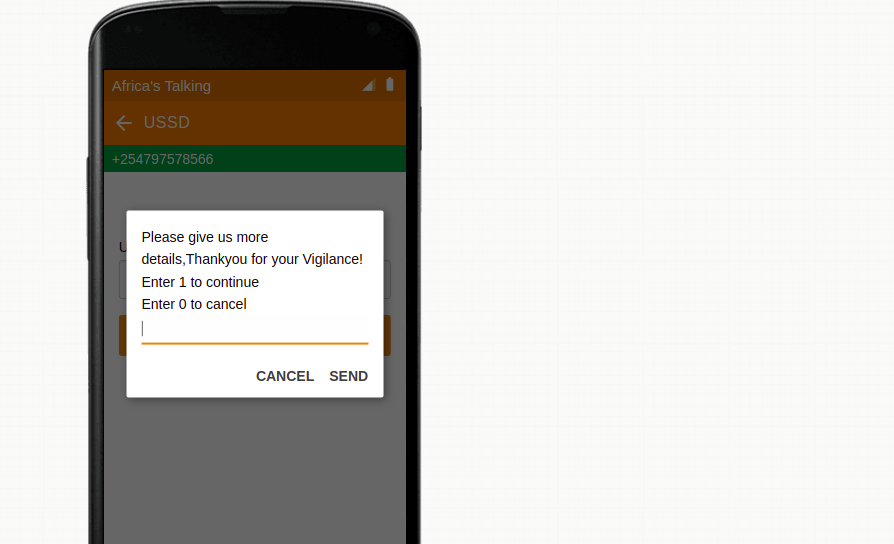 Africa's Talking
USSD
+254797578566
Please give us more
details,Thankyou for your Vigilance!
Enter 1 to continue
Enter 0 to cancel
CANCEL SEND